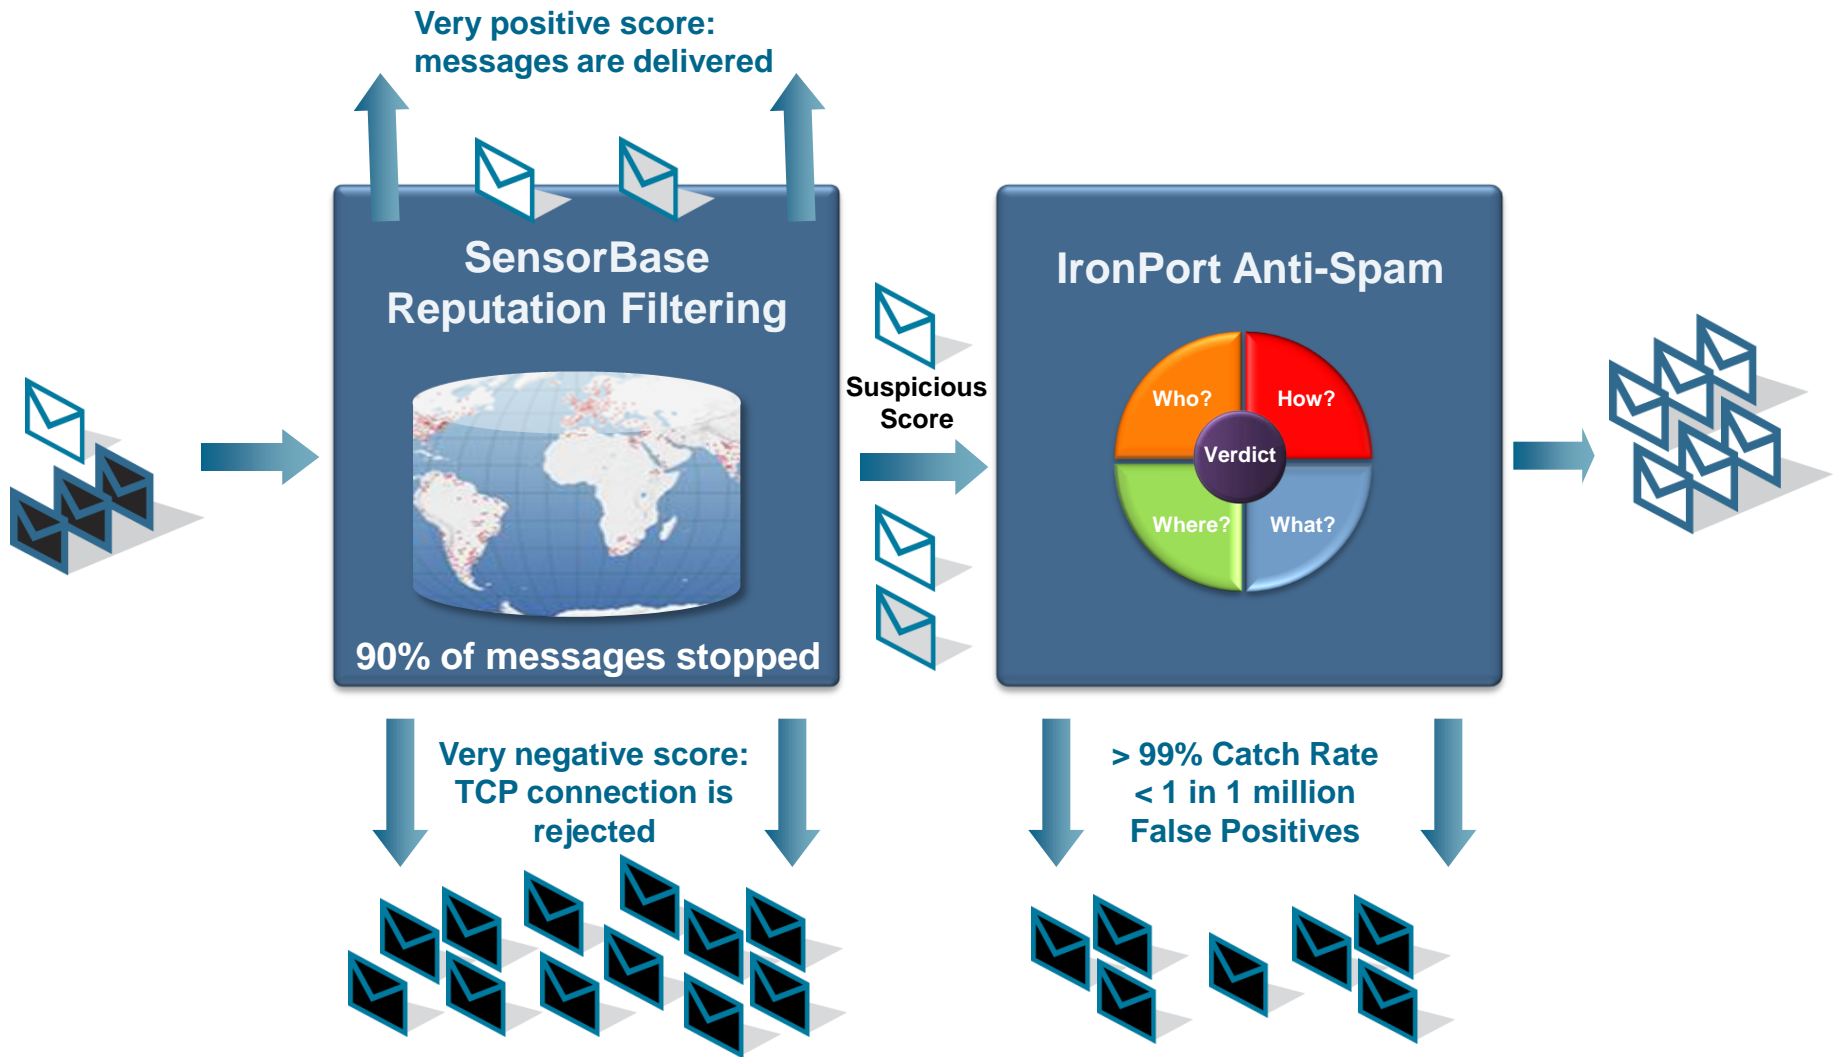 Very positive score:
messages are delivered
SensorBase
Reputation Filtering
90% of messages stopped
Very negative score:
TCP connection is
rejected
Suspicious
Score
IronPort Anti-Spam
Who?
How?
Verdict
Where?
What?
> 99% Catch Rate
< 1 in 1 million
False Positives